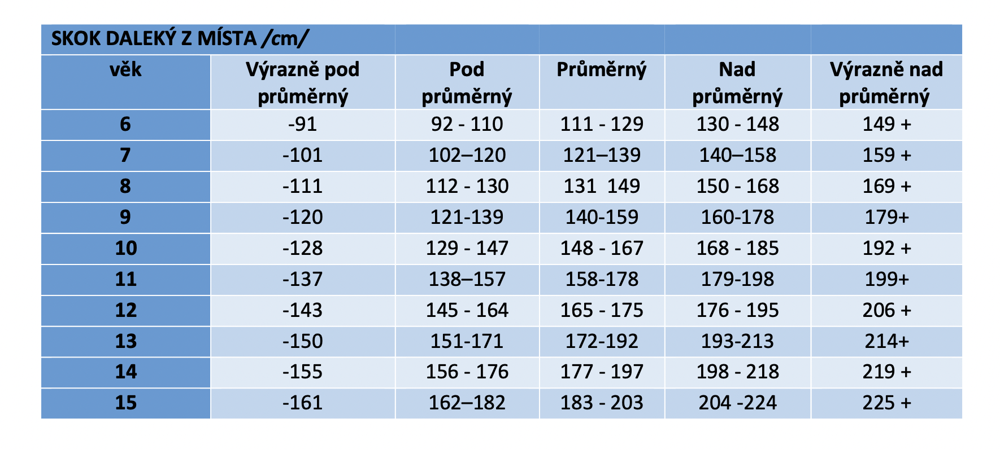 SKOK DALEKÝ Z MÍSTA /cm/
věk Výrazně pod průměrný Pod průměrný Průměrný Nad průměrný Výrazně nad průměrný
6 -91 92 - 110 111 - 129 130 - 148 149 +
7 -101 102–120 121–139 140–158 159 +
8 -111 112 - 130 131  149 150 - 168 169 +
9 -120 121-139 140-159 160-178 179+
10 -128 129 - 147 148 - 167 168 - 185 192 +
11 -137 138–157 158-178 179-198 199+
12 -143 145 - 164 165 - 175 176 - 195 206 +
13 -150 151-171 172-192 193-213 214+
14 -155 156 - 176 177 - 197 198 - 218 219 +
15 -161 162–182 183 - 203 204 -224 225 +